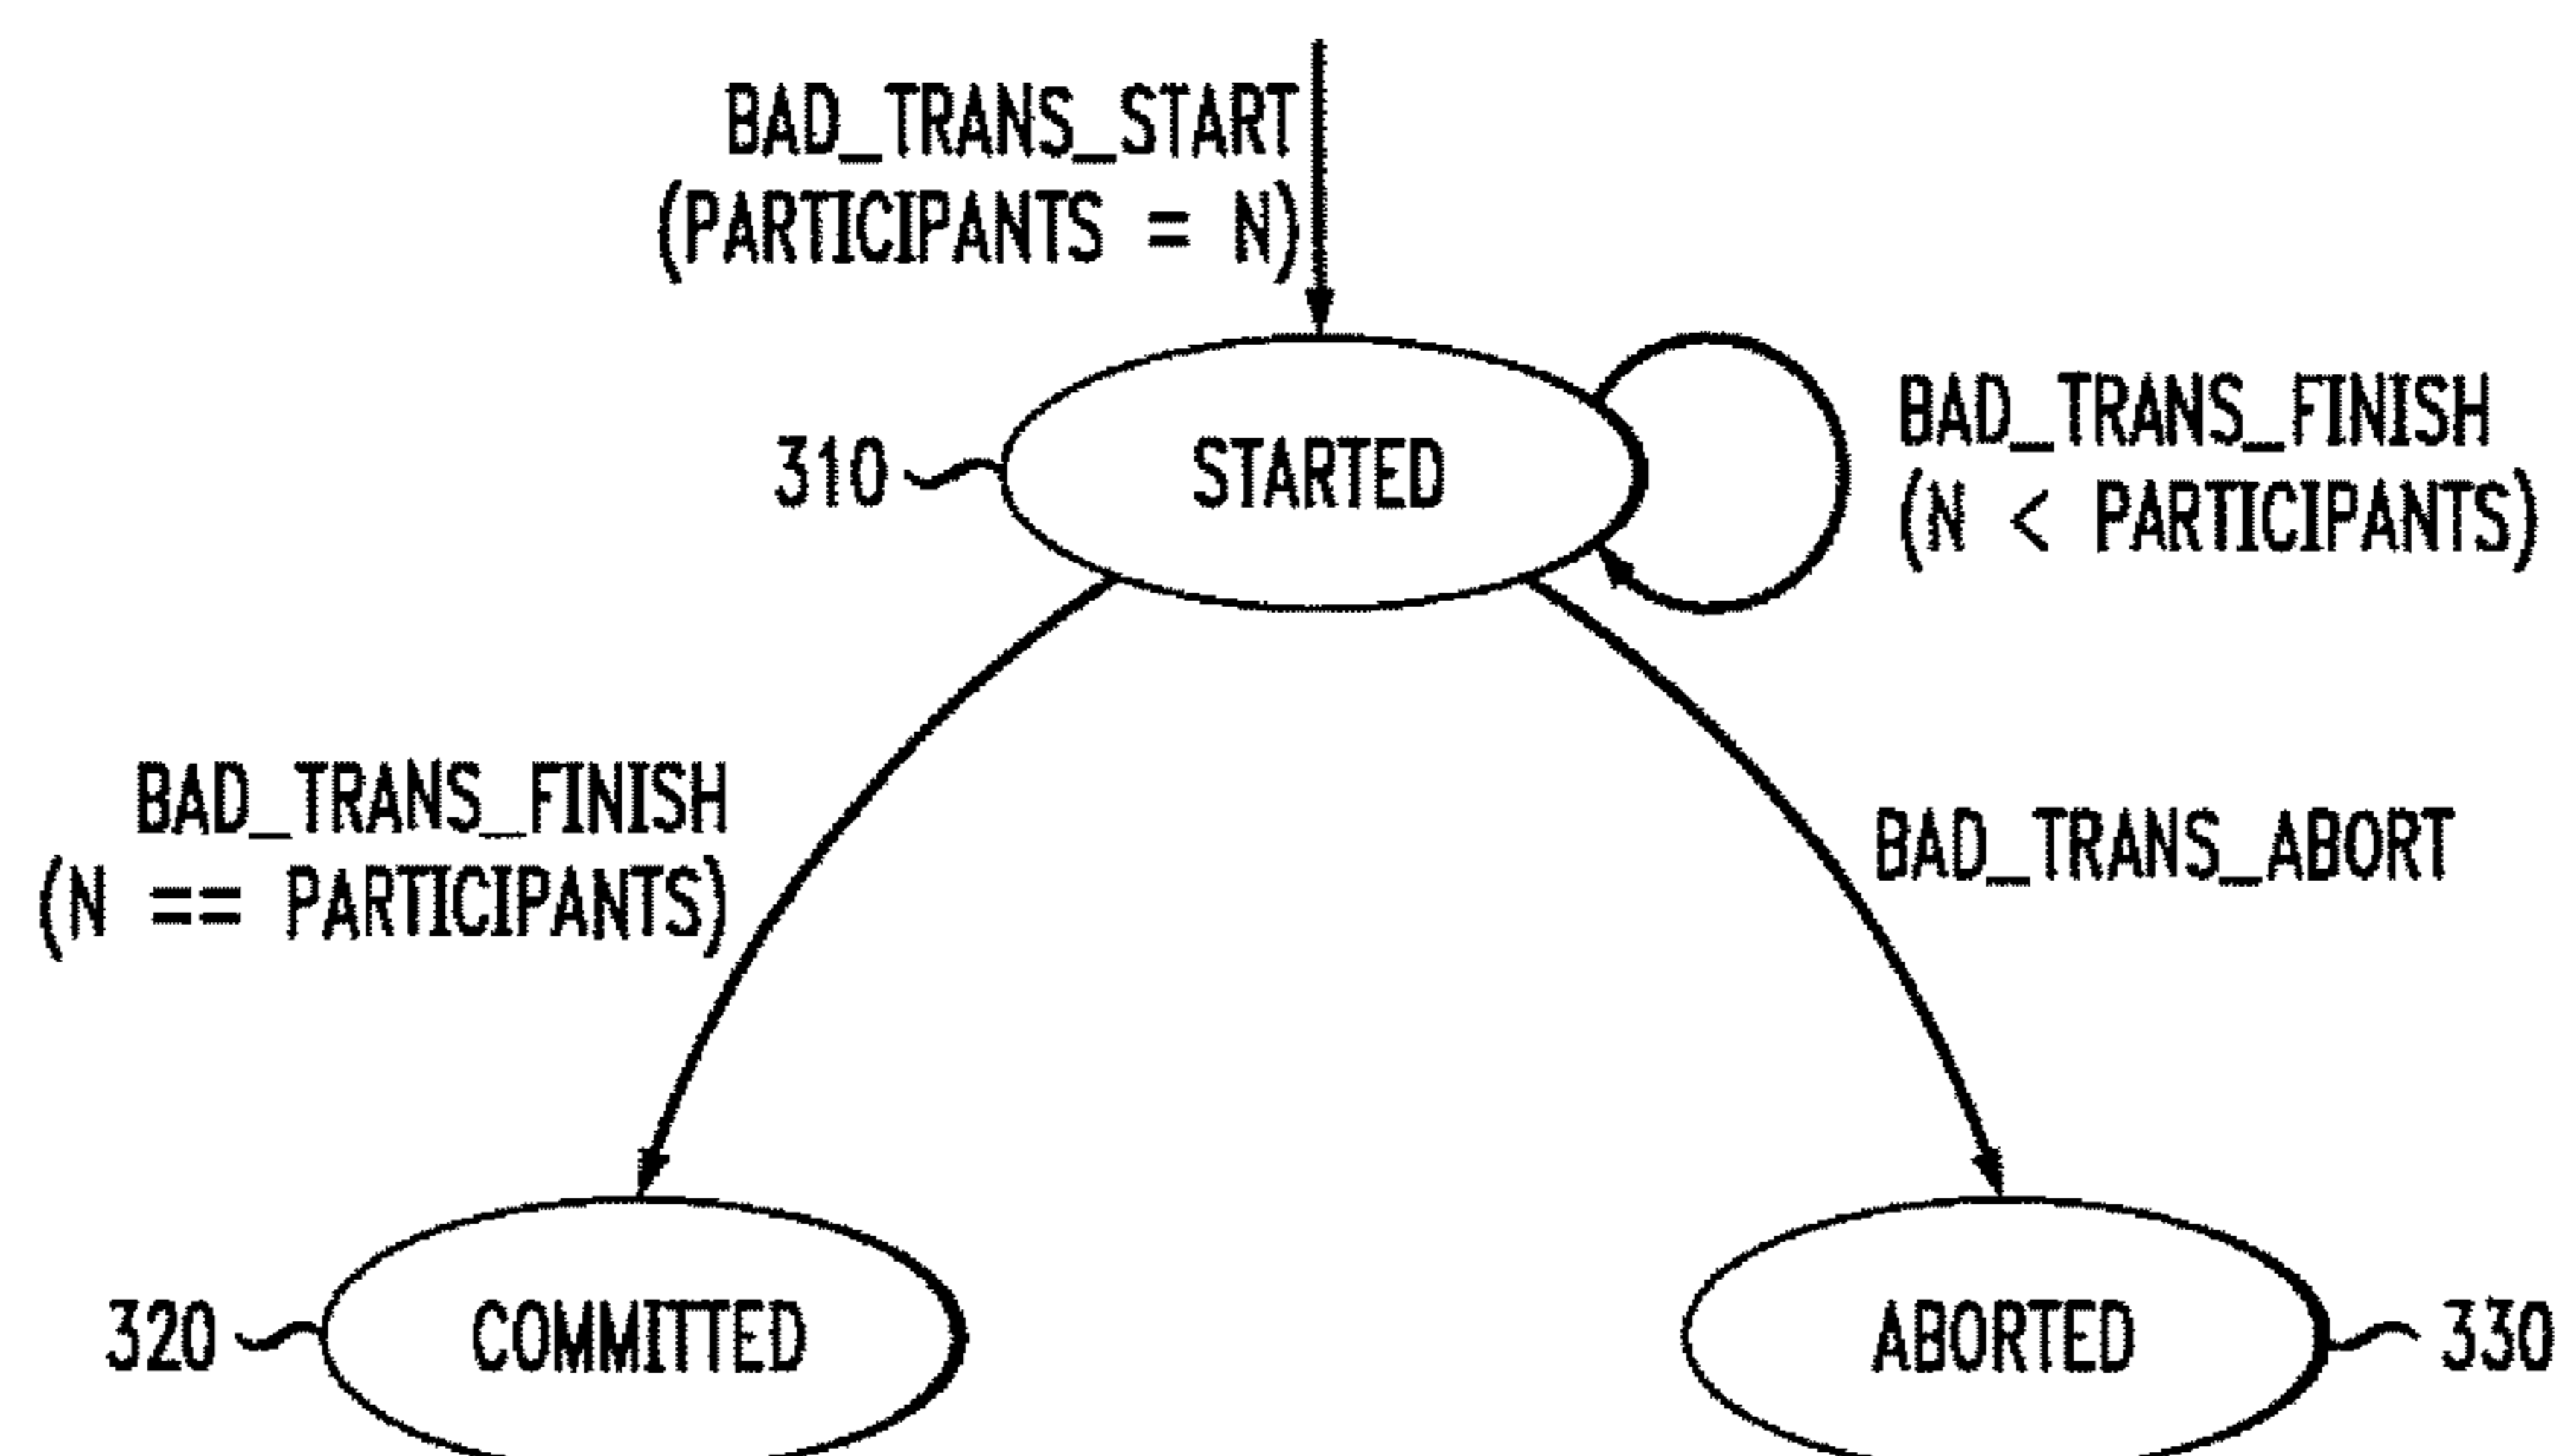 BAD_TRANS_START
(PARTICIPANTS = N)
310
STARTED
BAD_TRANS_FINISH
(N < PARTICIPANTS)
BAD_TRANS_FINISH
(N == PARTICIPANTS)
BAD_TRANS_ABORT
320
COMMITTED
ABORTED
330